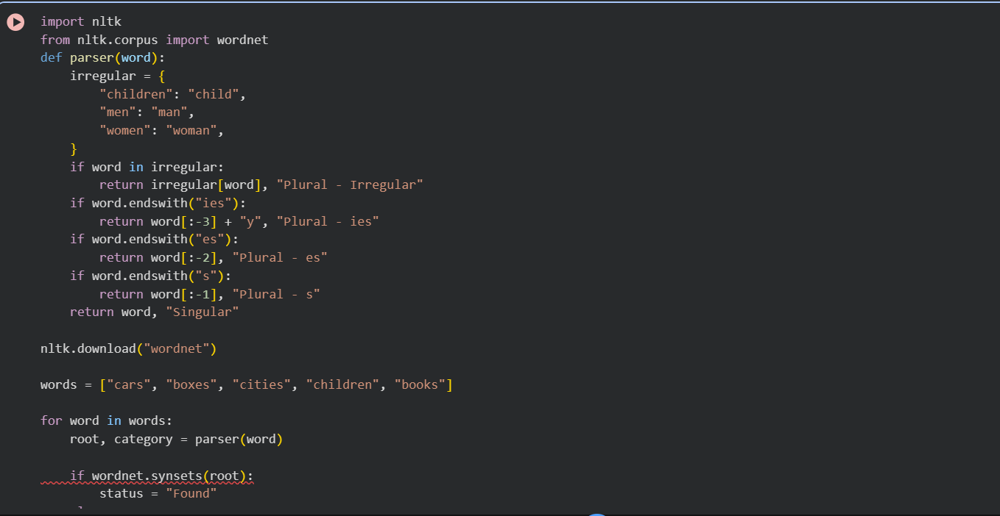 import nltk
from nltk.corpus import wordnet
def parser(word):
    irregular = {
        "children": "child",
        "men": "man",
        "women": "woman",
    }
    if word in irregular:
        return irregular[word], "Plural - Irregular"
    if word.endswith("ies"):
        return word[:-3] + "y", "Plural - ies"
    if word.endswith("es"):
        return word[:-2], "Plural - es"
    if word.endswith("s"):
        return word[:-1], "Plural - s"
    return word, "Singular"

nltk.download("wordnet")

words = ["cars", "boxes", "cities", "children", "books"]

for word in words:
    root, category = parser(word)

    if wordnet.synsets(root):
        status = "Found"